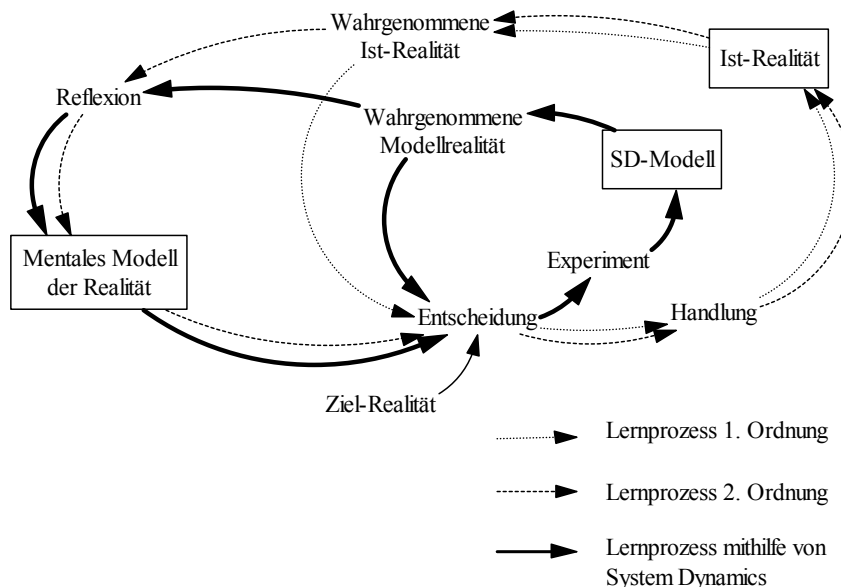 Wahrgenommene
Ist-Realität
Ist-Realität
Reflexion
Wahrgenommene
Modellrealität
SD-Modell
Mentales Modell
der Realität
Experiment
Entscheidung
Handlung
Ziel-Realität
Lernprozess 1. Ordnung
Lernprozess 2. Ordnung
Lernprozess mithilfe von
System Dynamics